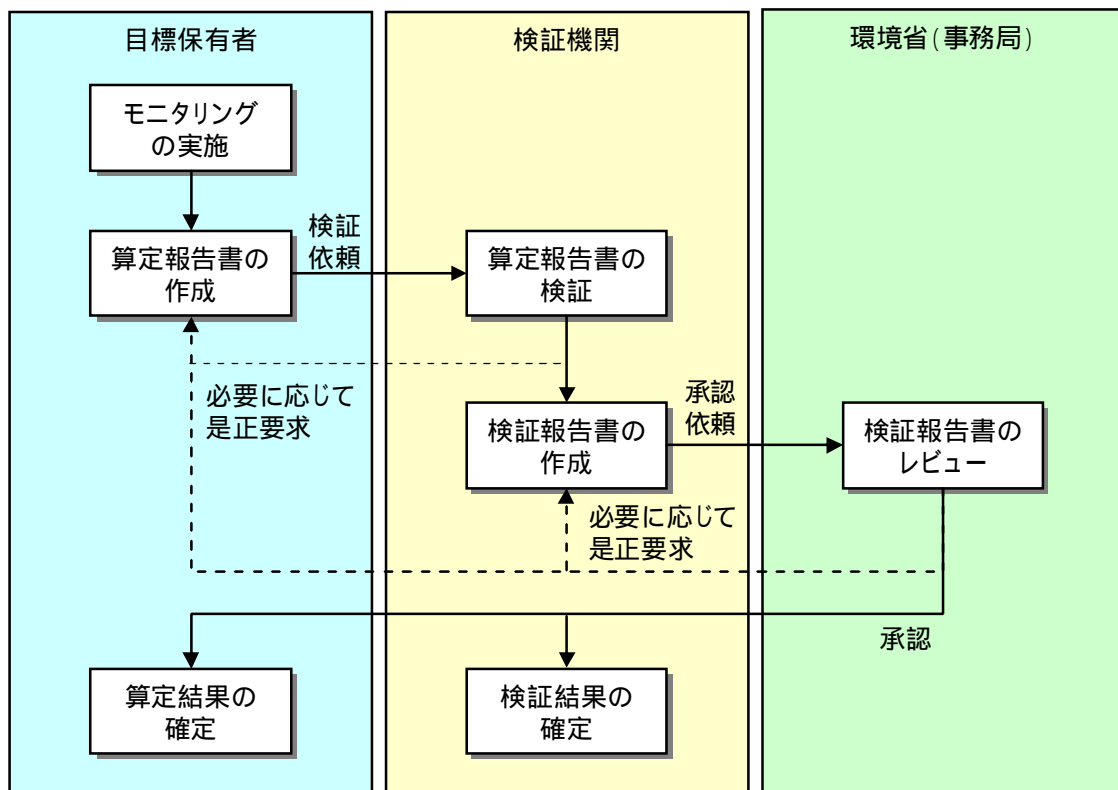 目標保有者
検証機関
環境省(事務局)
モニタリング
の実施
算定報告書の
作成
検証
依頼
算定報告書の
検証
必要に応じて
是正要求
検証報告書の
作成
承認
依頼
検証報告書の
レビュー
必要に応じて
是正要求
承認
算定結果の
確定
検証結果の
確定